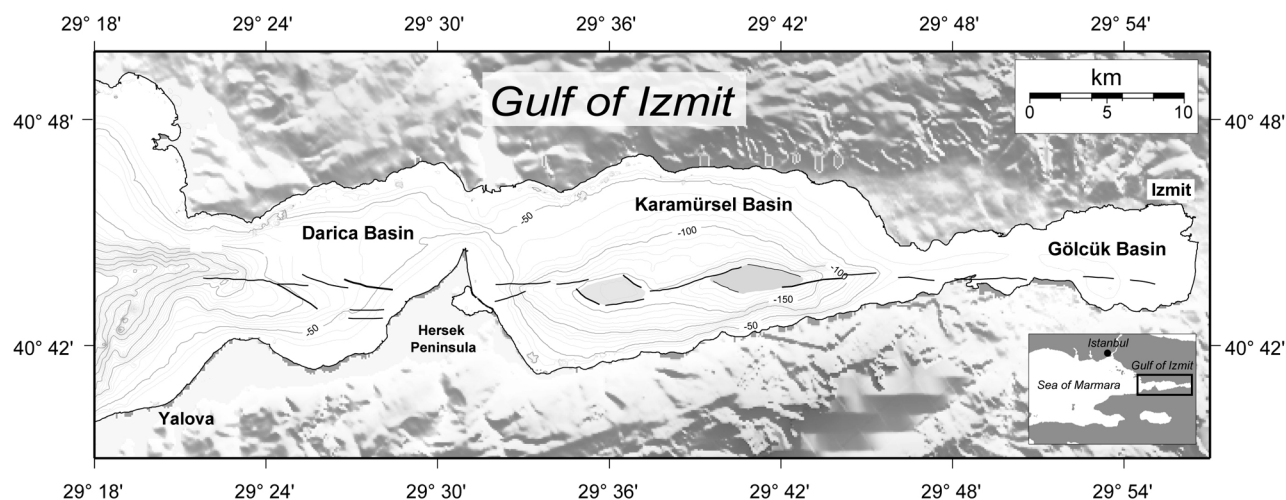 29° 18' 29° 24' 29° 30' 29° 36' 29° 42' 29° 48' 29° 54'
km
0 5 10
Gulf of Izmit
40° 48' 40° 48'
Izmit
-50
Karamürsel Basin
Darica Basin
-100
Gölcük Basin
-100
-150
-50
-50
Hersek
Peninsula
40° 42' 40° 42'
Istanbul
Gulf of Izmit
Sea of Marmara
Yalova
29° 18' 29° 24' 29° 30' 29° 36' 29° 42' 29° 48' 29° 54'